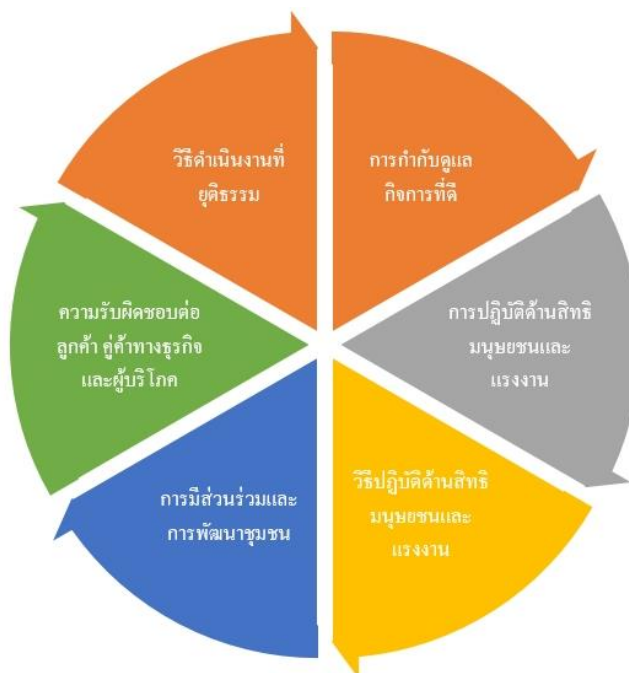 วิธีดำเนินงานที่
ยุติธรรม
การกำกับดูแล
กิจการที่ดี
ความรับผิดชอบต่อ
ลูกค้า คู่ค้าทางธุรกิจ
และผู้บริโภค
การปฏิบัติด้านสิทธิ
มนุษยชนและ
แรงงาน
การมีส่วนร่วมและ
การพัฒนาชุมชน
วิธีปฏิบัติด้านสิทธิ
มนุษยชนและ
แรงงาน